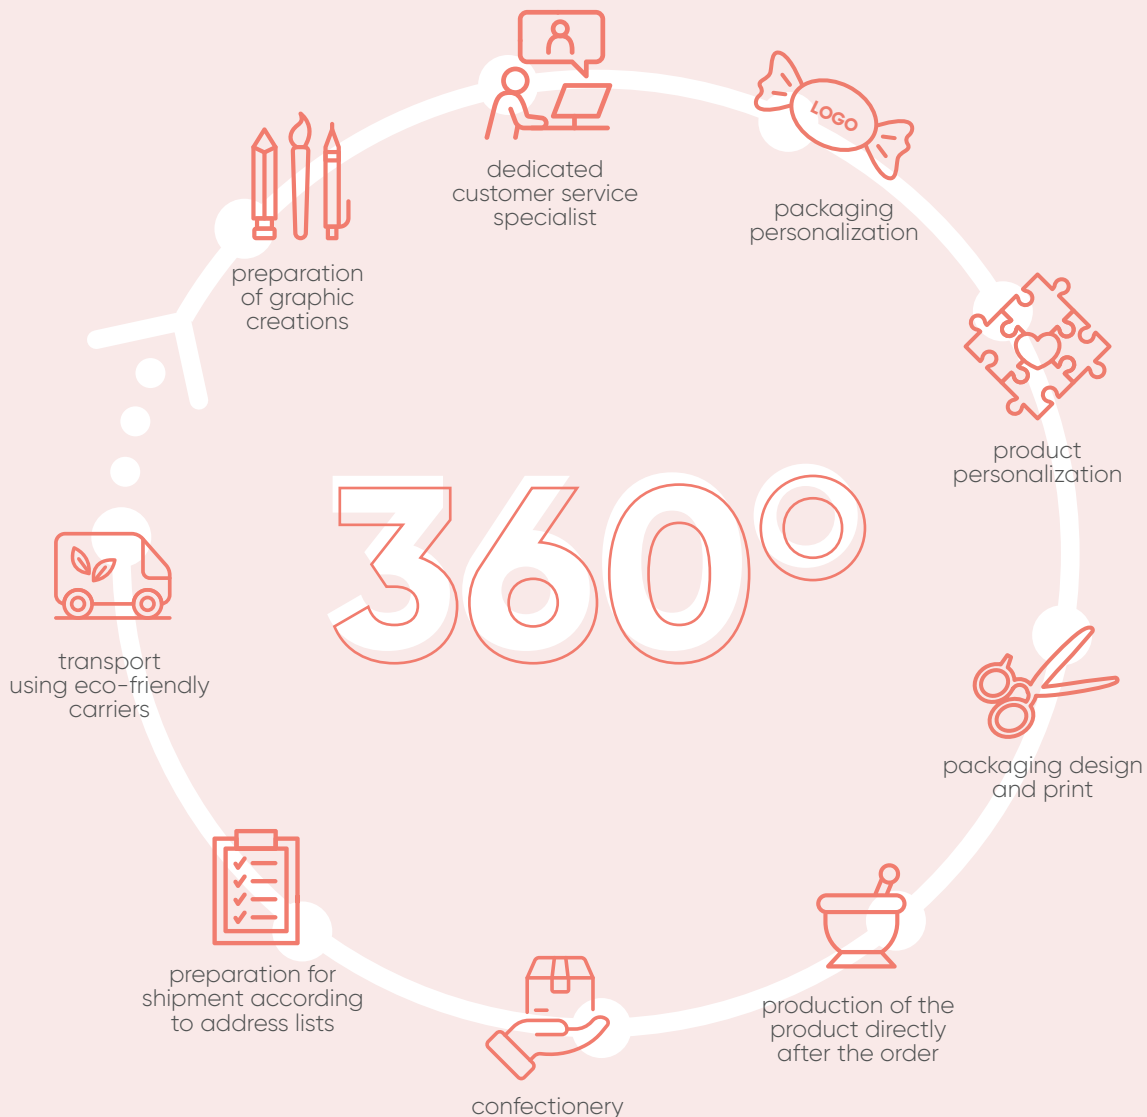 dedicated
customer service
specialist
LOGO
packaging
personalization
preparation
of graphic
creations
product
personalization
360°
transport
using eco-friendly
carriers
packaging design
and print
preparation for
shipment according
to address lists
production of the
product directly
after the order
confectionery